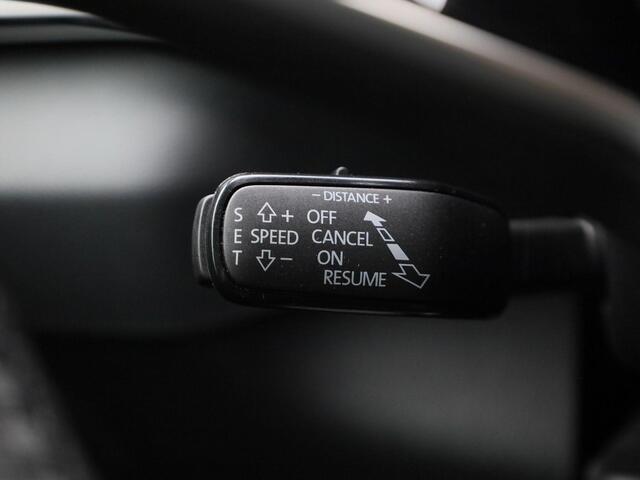 − DISTANCE +
S + OFF
E SPEED CANCEL
T − ON
RESUME